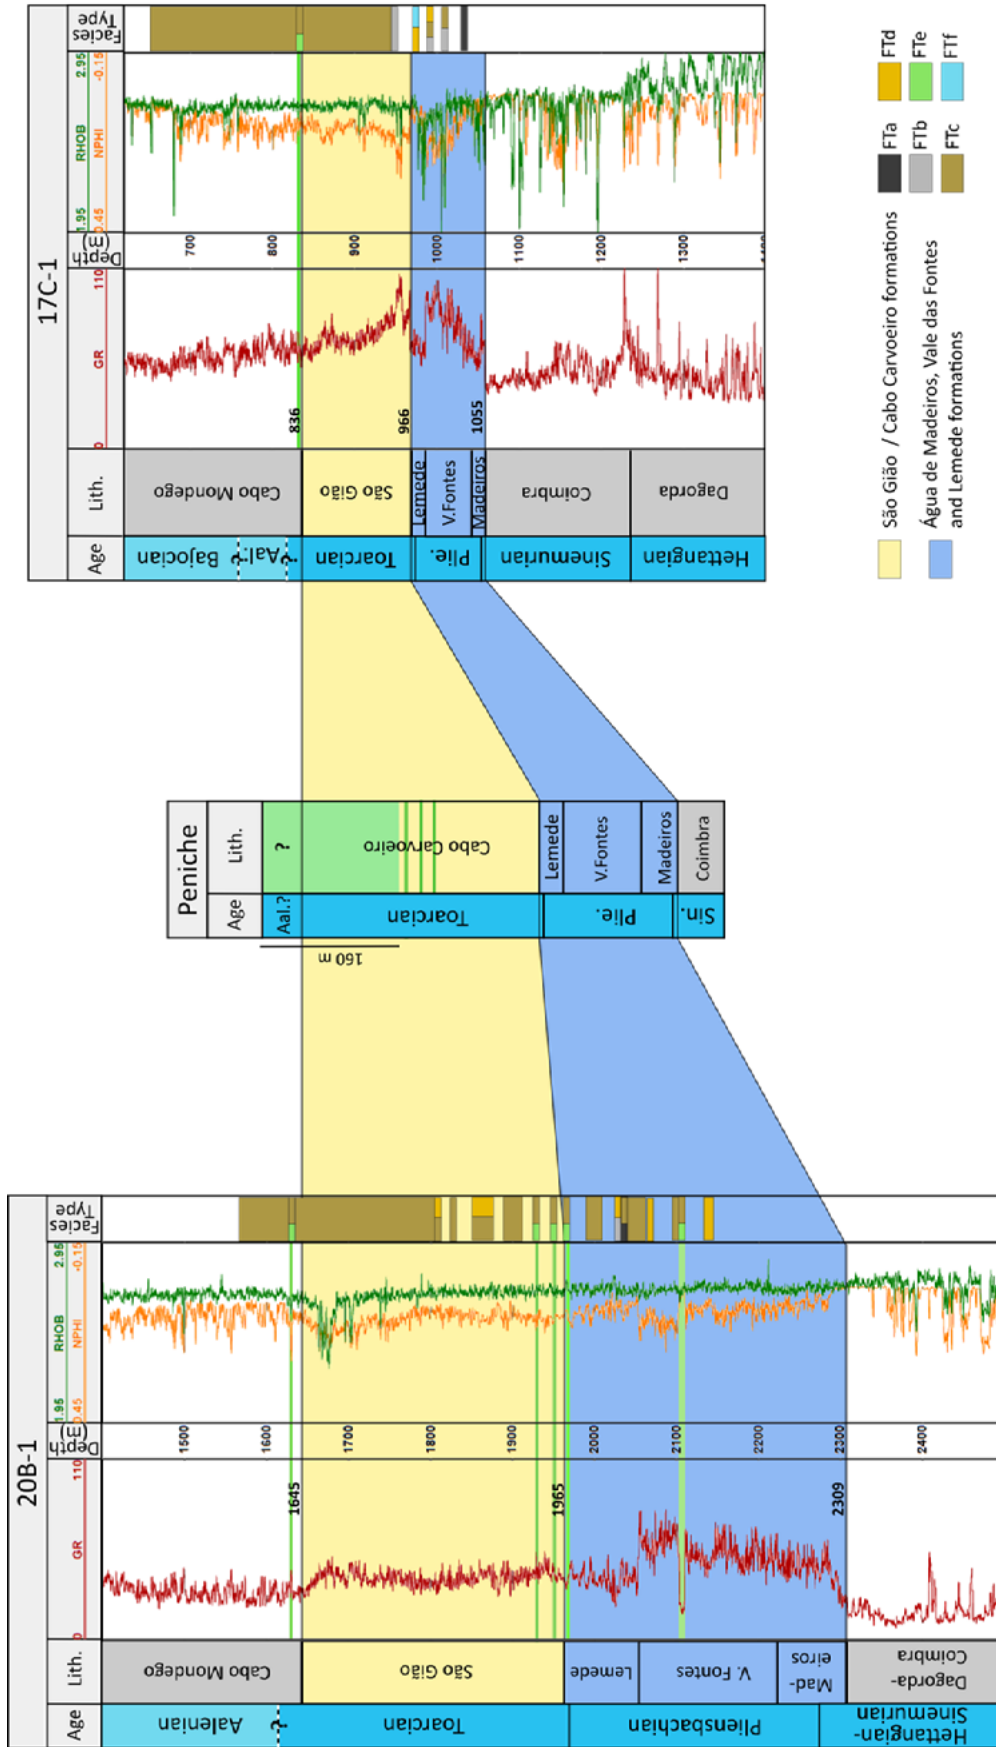 20B-1
Age
Lith.
GR
0
110
Depth
(m)
RHOB
1.95
2.95
NPHI
0.45
-0.15
Facies
Type
Aalenian
?
Toarcian
Pliensbachian
Hettangian-
Sinemurian
Cabo Mondego
São Gião
Lemede
V. Fontes
Mad-
eiros
Dagorda-
Coimbra
1645
1965
2309
1500
1600
1700
1800
1900
2000
2100
2200
2300
2400
Peniche
Age
Lith.
Aal.?
Toarcian
Plie.
Sin.
?
Cabo Carvoeiro
Lemede
V.Fontes
Madeiros
Coimbra
160 m
17C-1
Age
Lith.
GR
0
110
Depth
(m)
RHOB
1.95
2.95
NPHI
0.45
-0.15
Facies
Type
Bajocian
?
Aal.
?
Toarcian
Plie.
Sinemurian
Hettangian
Cabo Mondego
São Gião
Lemede
V.Fontes
Madeiros
Coimbra
Dagorda
836
966
1055
700
800
900
1000
1100
1200
1300
1400
São Gião / Cabo Carvoeiro formations
Água de Madeiros, Vale das Fontes
and Lemede formations
FTa
FTb
FTc
FTd
FTe
FTf